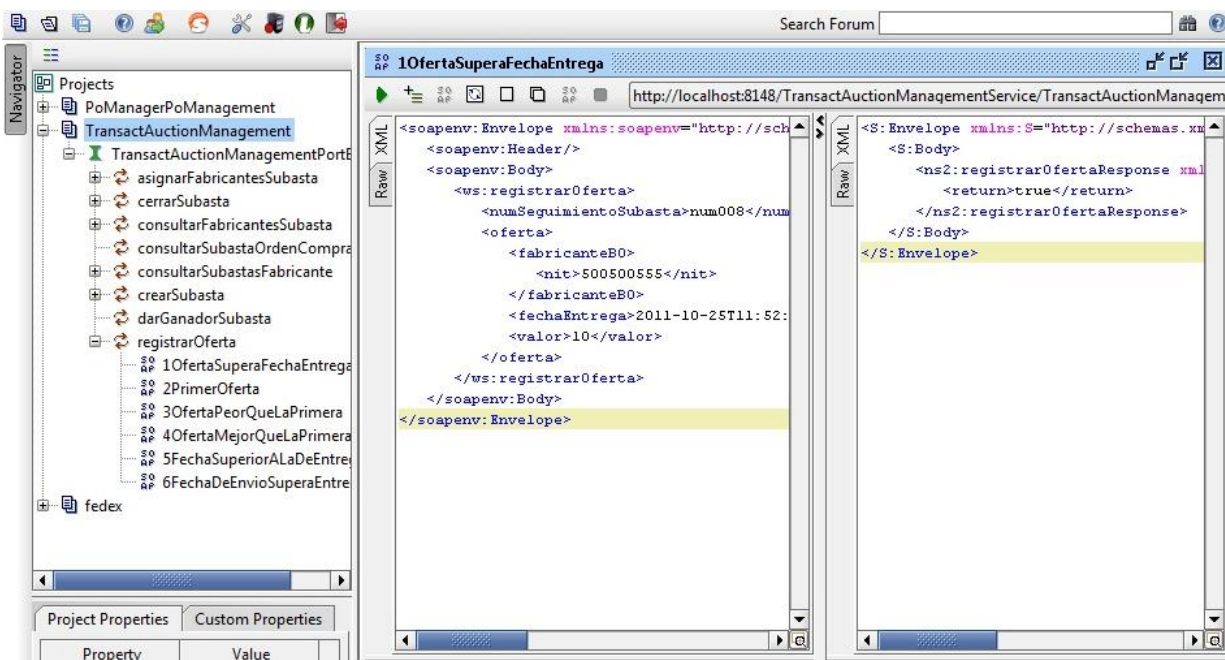 Search Forum
Navigator
Projects
PoManagerPoManagement
TransactAuctionManagement
TransactAuctionManagementPortB
asignarFabricantesSubasta
cerrarSubasta
consultarFabricantesSubasta
consultarSubastaOrdenCompra
consultarSubastasFabricante
crearSubasta
darGanadorSubasta
registrarOferta
1OfertaSuperaFechaEntrega
2PrimerOferta
3OfertaPeorQueLaPrimera
4OfertaMejorQueLaPrimera
5FechaSuperiorALaDeEntre
6FechaDeEnvioSuperaEntre
fedex
Project Properties Custom Properties
Property Value
1OfertaSuperaFechaEntrega
http://localhost:8148/TransactAuctionManagementService/TransactAuctionManagem
XML
Raw
<soapenv:Envelope xmlns:soapenv="http://sch
<soapenv:Header/>
<soapenv:Body>
<ws:registrarOferta>
<numSeguimientoSubasta>num008</num
<oferta>
<fabricanteBO>
<nit>500500555</nit>
</fabricanteBO>
<fechaEntrega>2011-10-25T11:52:
<valor>10</valor>
</oferta>
</ws:registrarOferta>
</soapenv:Body>
</soapenv:Envelope>
XML
Raw
<S:Envelope xmlns:S="http://schemas.xm
<S:Body>
<ns2:registrarOfertaResponse xml
<return>true</return>
</ns2:registrarOfertaResponse>
</S:Body>
</S:Envelope>